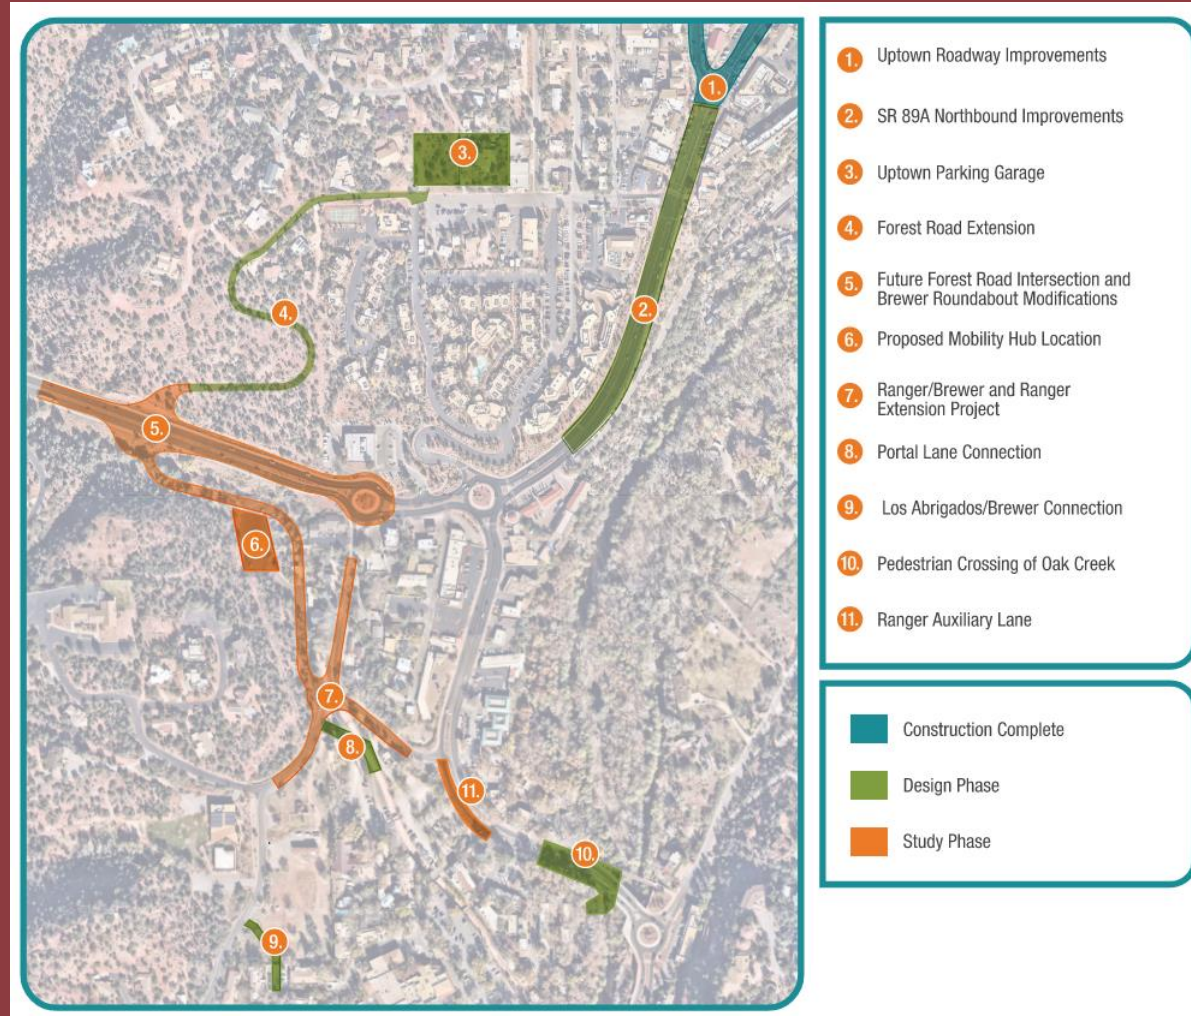 1. Uptown Roadway Improvements
2. SR 89A Northbound Improvements
3. Uptown Parking Garage
4. Forest Road Extension
5. Future Forest Road Intersection and
Brewer Roundabout Modifications
6. Proposed Mobility Hub Location
7. Ranger/Brewer and Ranger
Extension Project
8. Portal Lane Connection
9. Los Abrigados/Brewer Connection
10. Pedestrian Crossing of Oak Creek
11. Ranger Auxiliary Lane
Construction Complete
Design Phase
Study Phase
1.
3.
2.
4.
5.
6.
7.
8.
11.
10.
9.